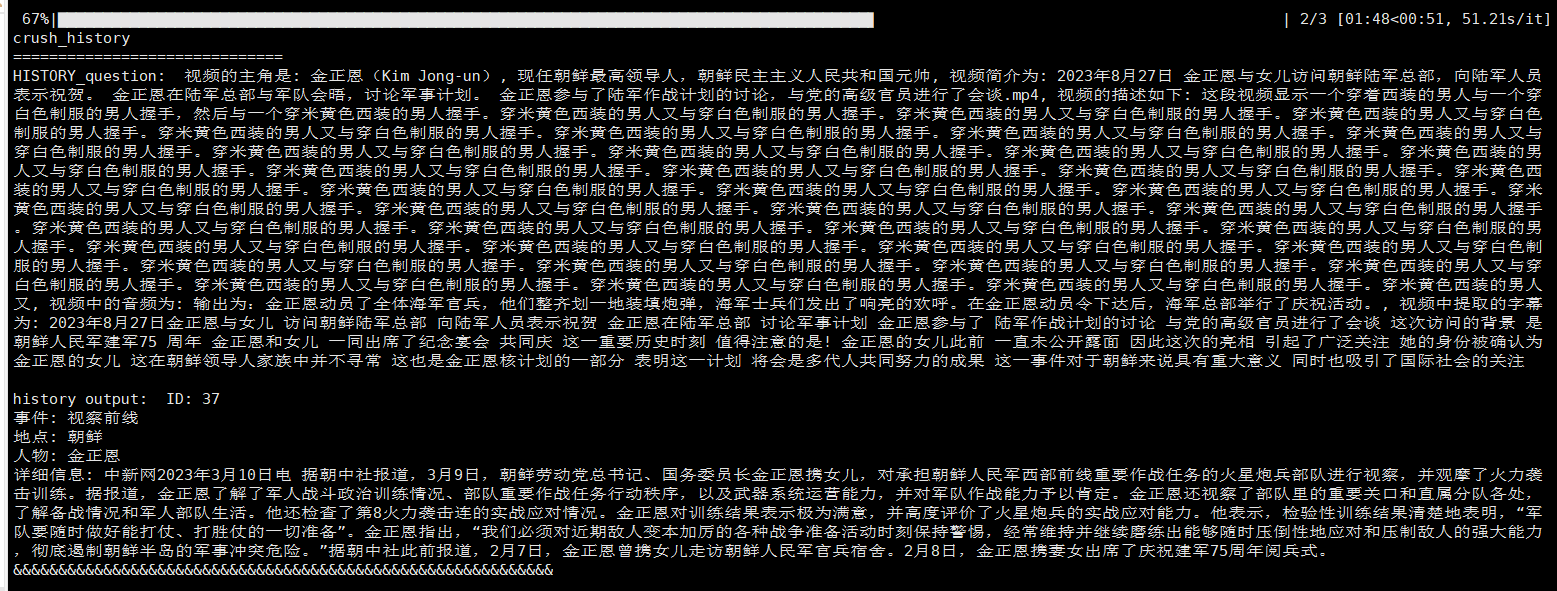 67%| | 2/3 [01:48<00:51, 51.21s/it]
crush_history
==============================
HISTORY_question:  视频的主角是: 金正恩（Kim Jong-un）, 现任朝鲜最高领导人，朝鲜民主主义人民共和国元帅, 视频简介为: 2023年8月27日 金正恩与女儿访问朝鲜陆军总部，向陆军人员
表示祝贺。 金正恩在陆军总部与军队会晤，讨论军事计划。 金正恩参与了陆军作战计划的讨论，与党的高级官员进行了会谈.mp4, 视频的描述如下: 这段视频显示一个穿着西装的男人与一个穿
白色制服的男人握手，然后与一个穿米黄色西装的男人握手。穿米黄色西装的男人又与穿白色制服的男人握手。穿米黄色西装的男人又与穿白色制服的男人握手。穿米黄色西装的男人又与穿白色
制服的男人握手。穿米黄色西装的男人又与穿白色制服的男人握手。穿米黄色西装的男人又与穿白色制服的男人握手。穿米黄色西装的男人又与穿白色制服的男人握手。穿米黄色西装的男人又与
穿白色制服的男人握手。穿米黄色西装的男人又与穿白色制服的男人握手。穿米黄色西装的男人又与穿白色制服的男人握手。穿米黄色西装的男人又与穿白色制服的男人握手。穿米黄色西装的男
人又与穿白色制服的男人握手。穿米黄色西装的男人又与穿白色制服的男人握手。穿米黄色西装的男人又与穿白色制服的男人握手。穿米黄色西装的男人又与穿白色制服的男人握手。穿米黄色西
装的男人又与穿白色制服的男人握手。穿米黄色西装的男人又与穿白色制服的男人握手。穿米黄色西装的男人又与穿白色制服的男人握手。穿米黄色西装的男人又与穿白色制服的男人握手。穿米
黄色西装的男人又与穿白色制服的男人握手。穿米黄色西装的男人又与穿白色制服的男人握手。穿米黄色西装的男人又与穿白色制服的男人握手。穿米黄色西装的男人又与穿白色制服的男人握手
。穿米黄色西装的男人又与穿白色制服的男人握手。穿米黄色西装的男人又与穿白色制服的男人握手。穿米黄色西装的男人又与穿白色制服的男人握手。穿米黄色西装的男人又与穿白色制服的男
人握手。穿米黄色西装的男人又与穿白色制服的男人握手。穿米黄色西装的男人又与穿白色制服的男人握手。穿米黄色西装的男人又与穿白色制服的男人握手。穿米黄色西装的男人又与穿白色制
服的男人握手。穿米黄色西装的男人又与穿白色制服的男人握手。穿米黄色西装的男人又与穿白色制服的男人握手。穿米黄色西装的男人又与穿白色制服的男人握手。穿米黄色西装的男人又与穿
白色制服的男人握手。穿米黄色西装的男人又与穿白色制服的男人握手。穿米黄色西装的男人又与穿白色制服的男人握手。穿米黄色西装的男人又与穿白色制服的男人握手。穿米黄色西装的男人
又, 视频中的音频为: 输出为：金正恩动员了全体海军官兵，他们整齐划一地装填炮弹，海军士兵们发出了响亮的欢呼。在金正恩动员令下达后，海军总部举行了庆祝活动。, 视频中提取的字幕
为: 2023年8月27日金正恩与女儿 访问朝鲜陆军总部 向陆军人员表示祝贺 金正恩在陆军总部 讨论军事计划 金正恩参与了 陆军作战计划的讨论 与党的高级官员进行了会谈 这次访问的背景 是
朝鲜人民军建军75 周年 金正恩和女儿 一同出席了纪念宴会 共同庆 这一重要历史时刻 值得注意的是！金正恩的女儿此前 一直未公开露面 因此这次的亮相 引起了广泛关注 她的身份被确认为
金正恩的女儿 这在朝鲜领导人家族中并不寻常 这也是金正恩核计划的一部分 表明这一计划 将会是多代人共同努力的成果 这一事件对于朝鲜来说具有重大意义 同时也吸引了国际社会的关注
history output:  ID: 37
事件: 视察前线
地点: 朝鲜
人物: 金正恩
详细信息: 中新网2023年3月10日电 据朝中社报道，3月9日，朝鲜劳动党总书记、国务委员长金正恩携女儿，对承担朝鲜人民军西部前线重要作战任务的火星炮兵部队进行视察，并观摩了火力袭
击训练。据报道，金正恩了解了军人战斗政治训练情况、部队重要作战任务行动秩序，以及武器系统运营能力，并对军队作战能力予以肯定。金正恩还视察了部队里的重要关口和直属分队各处，
了解备战情况和军人部队生活。他还检查了第8火力袭击连的实战应对情况。金正恩对训练结果表示极为满意，并高度评价了火星炮兵的实战应对能力。他表示，检验性训练结果清楚地表明，“军
队要随时做好能打仗、打胜仗的一切准备”。金正恩指出，“我们必须对近期敌人变本加厉的各种战争准备活动时刻保持警惕，经常维持并继续磨练出能够随时压倒性地应对和压制敌人的强大能力
，彻底遏制朝鲜半岛的军事冲突危险。”据朝中社此前报道，2月7日，金正恩曾携女儿走访朝鲜人民军官兵宿舍。2月8日，金正恩携妻女出席了庆祝建军75周年阅兵式。
&&&&&&&&&&&&&&&&&&&&&&&&&&&&&&&&&&&&&&&&&&&&&&&&&&&&&&&&&&&&